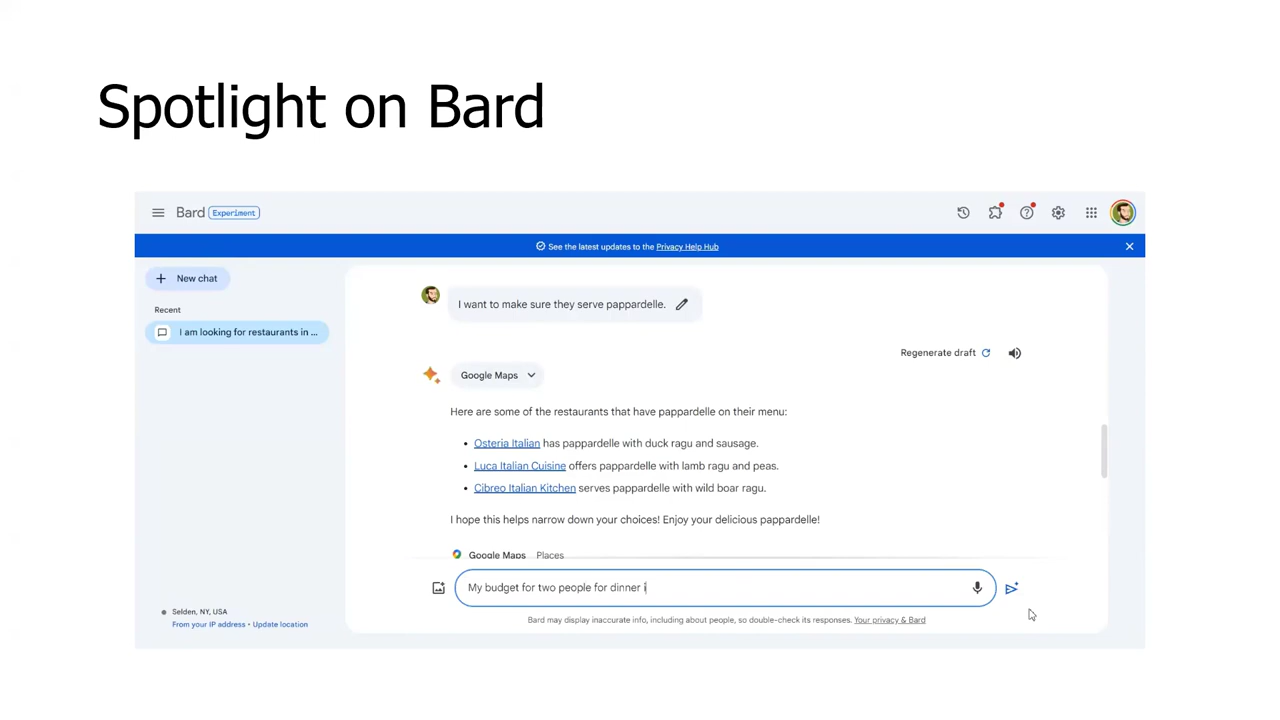 Spotlight on Bard
Bard Experiment
See the latest updates to the Privacy Help Hub
New chat
Recent
I am looking for restaurants in ...
I want to make sure they serve pappardelle.
Regenerate draft
Google Maps
Here are some of the restaurants that have pappardelle on their menu:
• Osteria Italian has pappardelle with duck ragu and sausage.
• Luca Italian Cuisine offers pappardelle with lamb ragu and peas.
• Cibreo Italian Kitchen serves pappardelle with wild boar ragu.
I hope this helps narrow down your choices! Enjoy your delicious pappardelle!
Google Maps Places
My budget for two people for dinner i
Selden, NY, USA
From your IP address • Update location
Bard may display inaccurate info, including about people, so double-check its responses. Your privacy & Bard